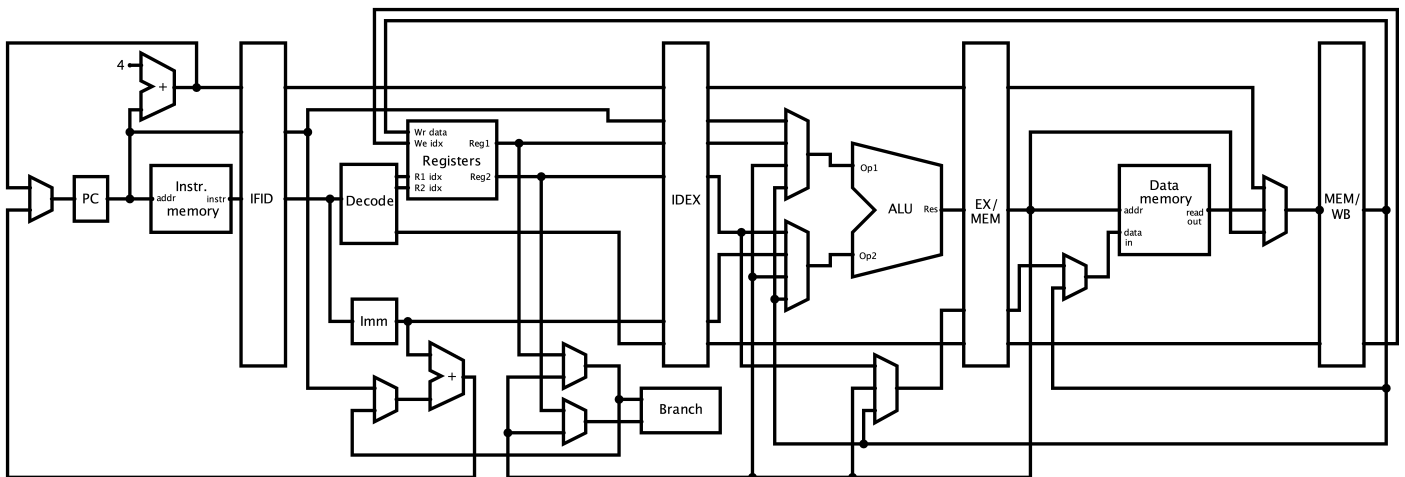 4
+
PC
Instr.
memory
addr
instr
IFID
Wr data
We idx
Reg1
Registers
R1 idx
Reg2
R2 idx
Decode
Imm
+
IDEX
Branch
Op1
ALU
Res
Op2
EX/
MEM
Data
memory
addr
read
out
data
in
MEM/
WB